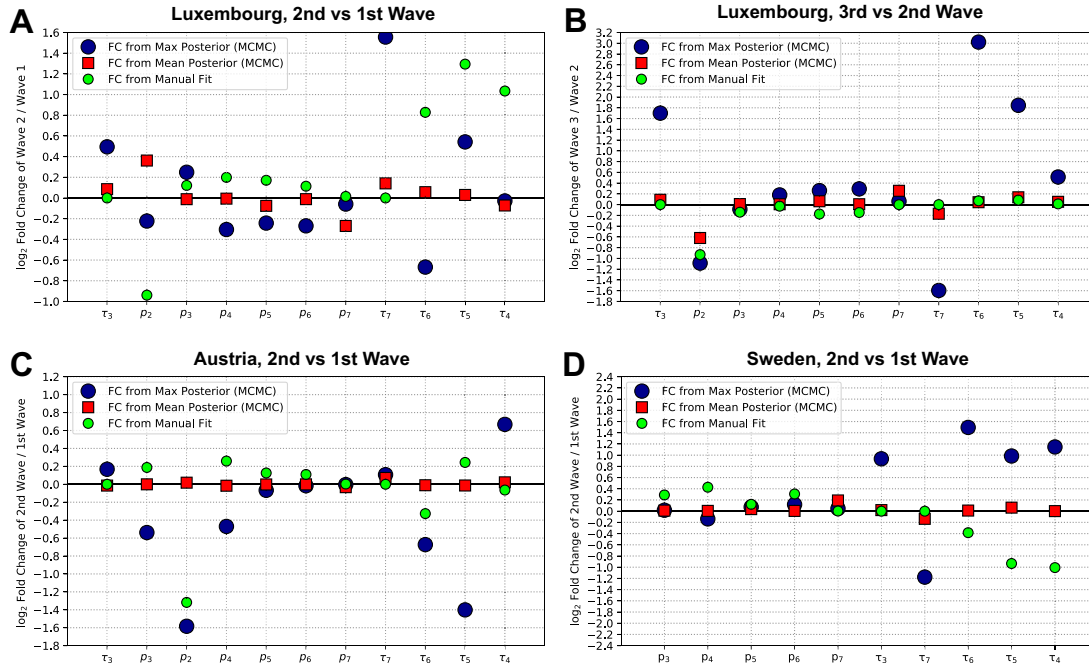 A
Luxembourg, 2nd vs 1st Wave
1.6
1.4
1.2
1.0
0.8
0.6
0.4
0.2
0.0
−0.2
−0.4
−0.6
−0.8
−1.0
log₂ Fold Change of Wave 2 / Wave 1
FC from Max Posterior (MCMC)
FC from Mean Posterior (MCMC)
FC from Manual Fit
τ₃ p₂ p₃ p₄ p₅ p₆ p₇ τ₇ τ₆ τ₅ τ₄
B
Luxembourg, 3rd vs 2nd Wave
3.2
3.0
2.8
2.6
2.4
2.2
2.0
1.8
1.6
1.4
1.2
1.0
0.8
0.6
0.4
0.2
0.0
−0.2
−0.4
−0.6
−0.8
−1.0
−1.2
−1.4
−1.6
−1.8
log₂ Fold Change of Wave 3 / Wave 2
FC from Max Posterior (MCMC)
FC from Mean Posterior (MCMC)
FC from Manual Fit
τ₃ p₂ p₃ p₄ p₅ p₆ p₇ τ₇ τ₆ τ₅ τ₄
C
Austria, 2nd vs 1st Wave
1.2
1.0
0.8
0.6
0.4
0.2
0.0
−0.2
−0.4
−0.6
−0.8
−1.0
−1.2
−1.4
−1.6
−1.8
log₂ Fold Change of 2nd Wave / 1st Wave
FC from Max Posterior (MCMC)
FC from Mean Posterior (MCMC)
FC from Manual Fit
τ₃ p₃ p₂ p₄ p₅ p₆ p₇ τ₇ τ₆ τ₅ τ₄
D
Sweden, 2nd vs 1st Wave
2.4
2.2
2.0
1.8
1.6
1.4
1.2
1.0
0.8
0.6
0.4
0.2
0.0
−0.2
−0.4
−0.6
−0.8
−1.0
−1.2
−1.4
−1.6
−1.8
−2.0
−2.2
−2.4
log₂ Fold Change of 2nd Wave / 1st Wave
FC from Max Posterior (MCMC)
FC from Mean Posterior (MCMC)
FC from Manual Fit
p₃ p₄ p₅ p₆ p₇ τ₃ τ₇ τ₆ τ₅ τ₄